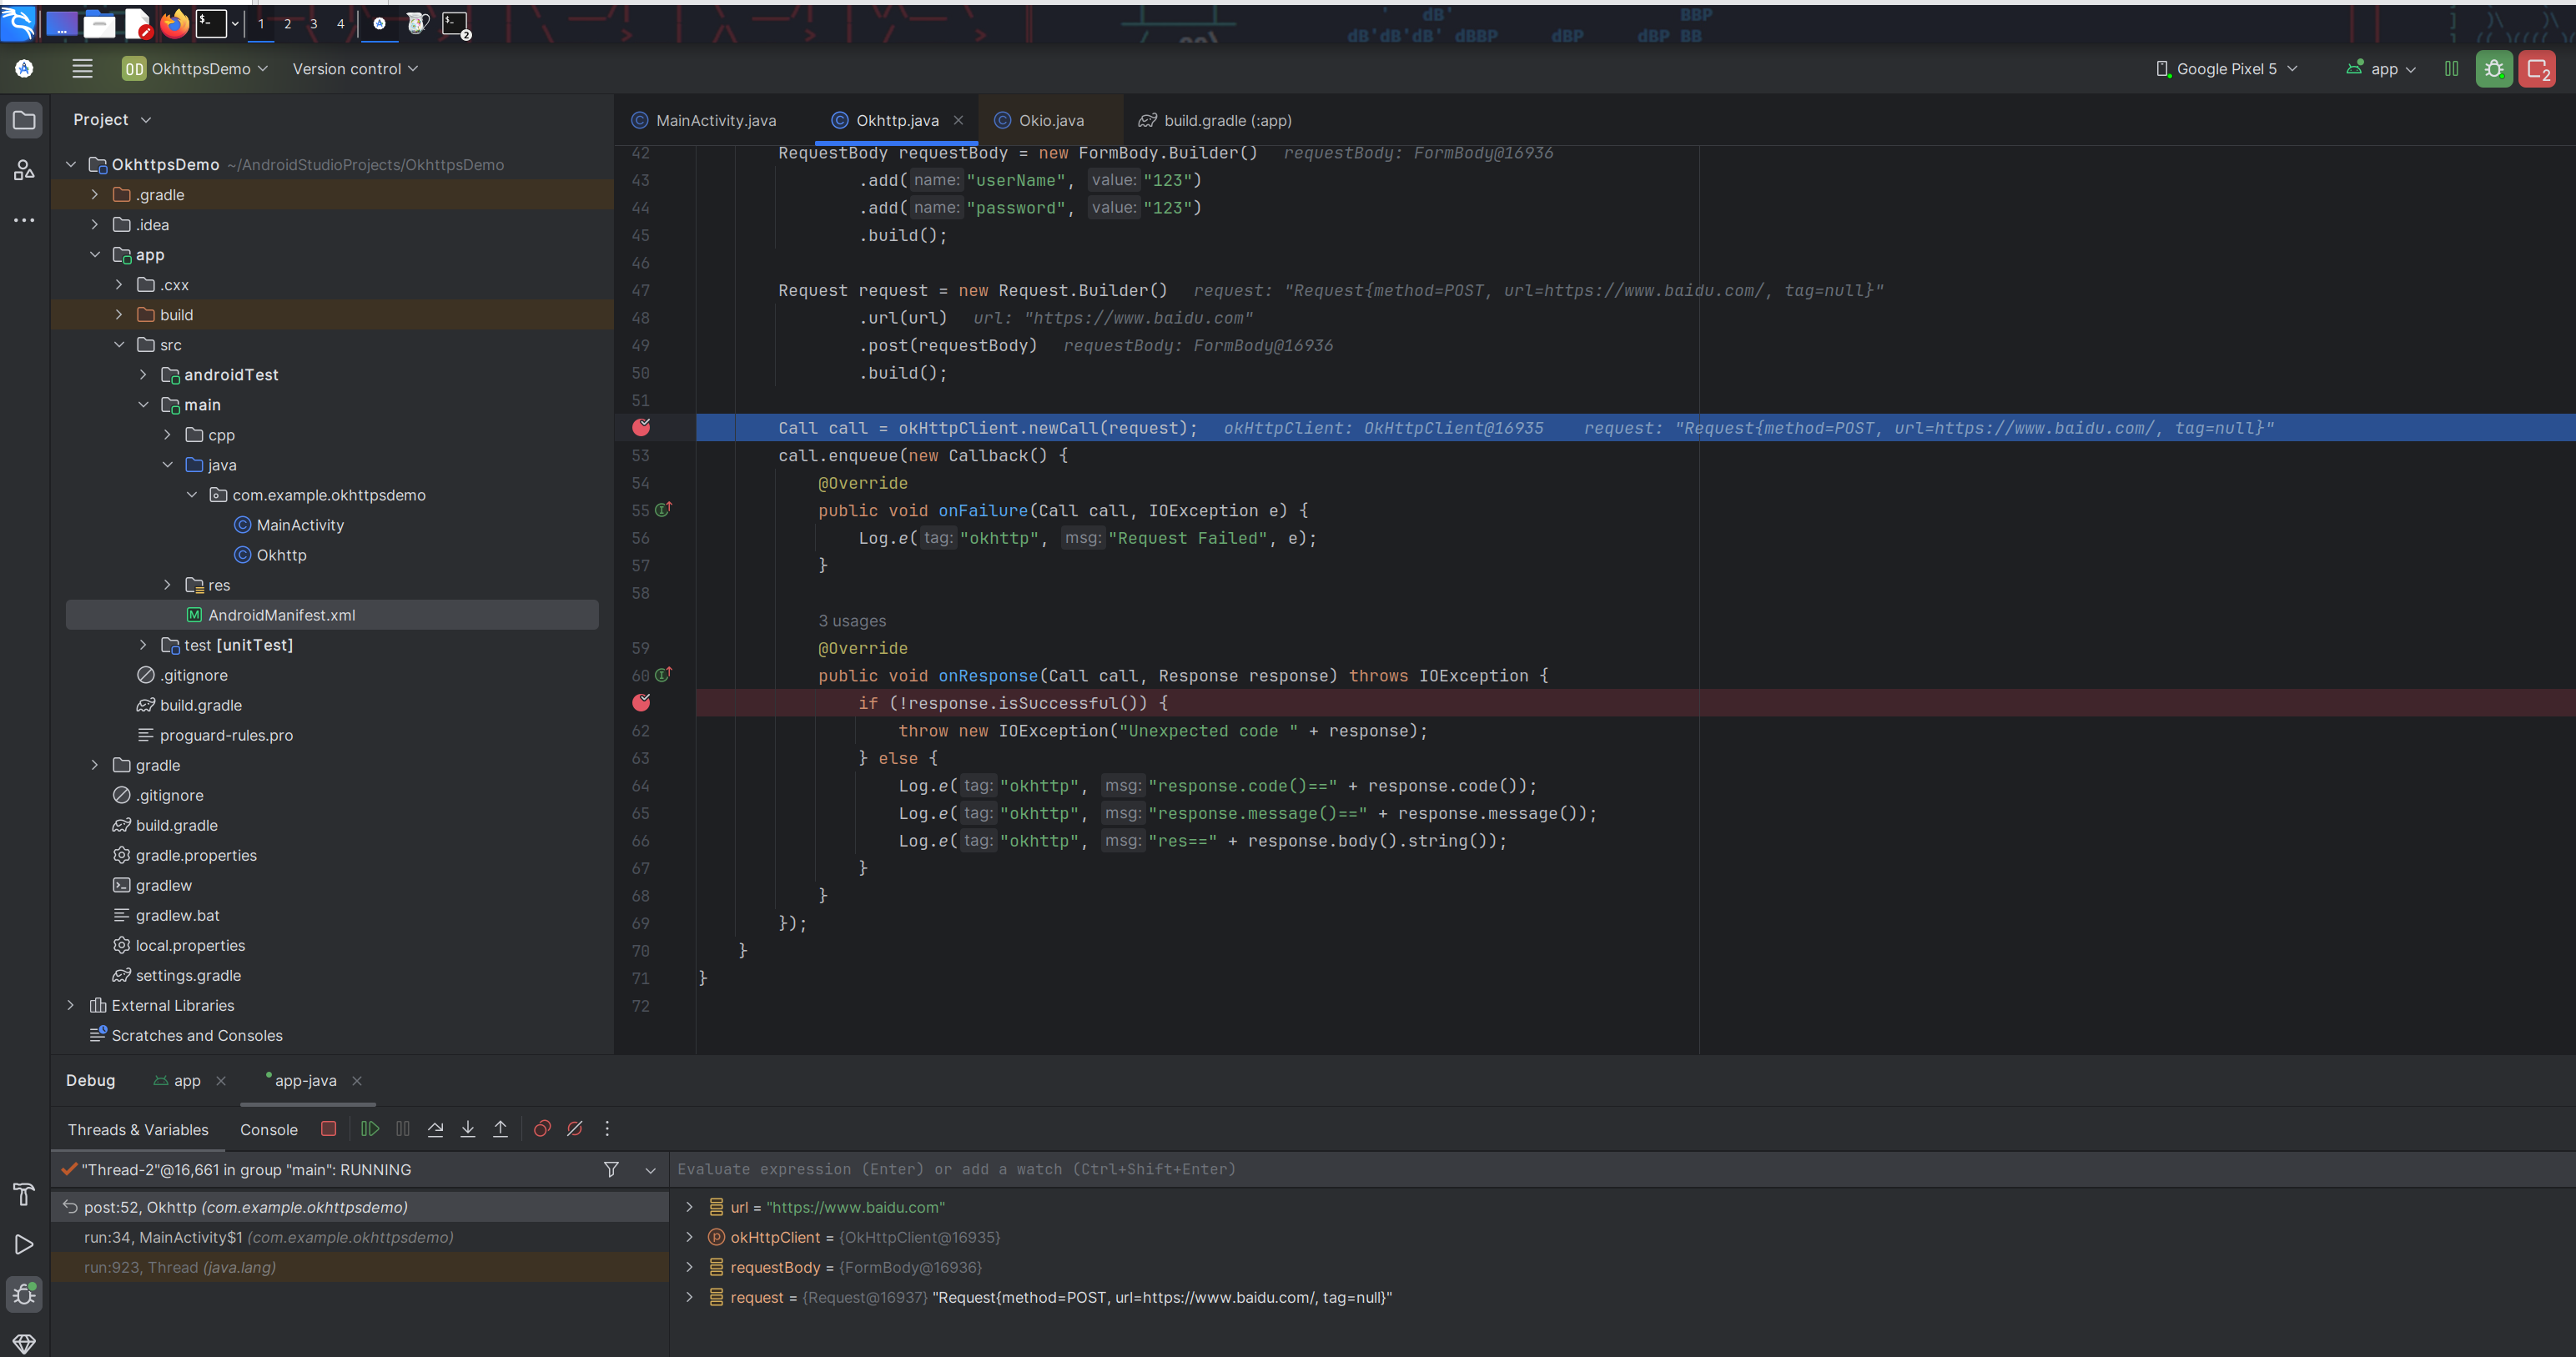 1 2 3 4 2
OD OkhttpsDemo Version control Google Pixel 5 app 2
Project
MainActivity.java Okhttp.java Okio.java build.gradle (:app)
OkhttpsDemo ~/AndroidStudioProjects/OkhttpsDemo
.gradle
.idea
app
.cxx
build
src
androidTest
main
cpp
java
com.example.okhttpsdemo
MainActivity
Okhttp
res
AndroidManifest.xml
test [unitTest]
.gitignore
build.gradle
proguard-rules.pro
gradle
.gitignore
build.gradle
gradle.properties
gradlew
gradlew.bat
local.properties
settings.gradle
External Libraries
Scratches and Consoles
42 RequestBody requestBody = new FormBody.Builder() requestBody: FormBody@16936
43 .add( name: "userName", value: "123")
44 .add( name: "password", value: "123")
45 .build();
46
47 Request request = new Request.Builder() request: "Request{method=POST, url=https://www.baidu.com/, tag=null}"
48 .url(url) url: "https://www.baidu.com"
49 .post(requestBody) requestBody: FormBody@16936
50 .build();
51
Call call = okHttpClient.newCall(request); okHttpClient: OkHttpClient@16935 request: "Request{method=POST, url=https://www.baidu.com/, tag=null}"
53 call.enqueue(new Callback() {
54 @Override
55 public void onFailure(Call call, IOException e) {
56 Log.e( tag: "okhttp", msg: "Request Failed", e);
57 }
58
3 usages
59 @Override
60 public void onResponse(Call call, Response response) throws IOException {
if (!response.isSuccessful()) {
62 throw new IOException("Unexpected code " + response);
63 } else {
64 Log.e( tag: "okhttp", msg: "response.code()==" + response.code());
65 Log.e( tag: "okhttp", msg: "response.message()==" + response.message());
66 Log.e( tag: "okhttp", msg: "res==" + response.body().string());
67 }
68 }
69 });
70 }
71 }
72
Debug app app-java
Threads & Variables Console
"Thread-2"@16,661 in group "main": RUNNING
post:52, Okhttp (com.example.okhttpsdemo)
run:34, MainActivity$1 (com.example.okhttpsdemo)
run:923, Thread (java.lang)
Evaluate expression (Enter) or add a watch (Ctrl+Shift+Enter)
url = "https://www.baidu.com"
okHttpClient = {OkHttpClient@16935}
requestBody = {FormBody@16936}
request = {Request@16937} "Request{method=POST, url=https://www.baidu.com/, tag=null}"